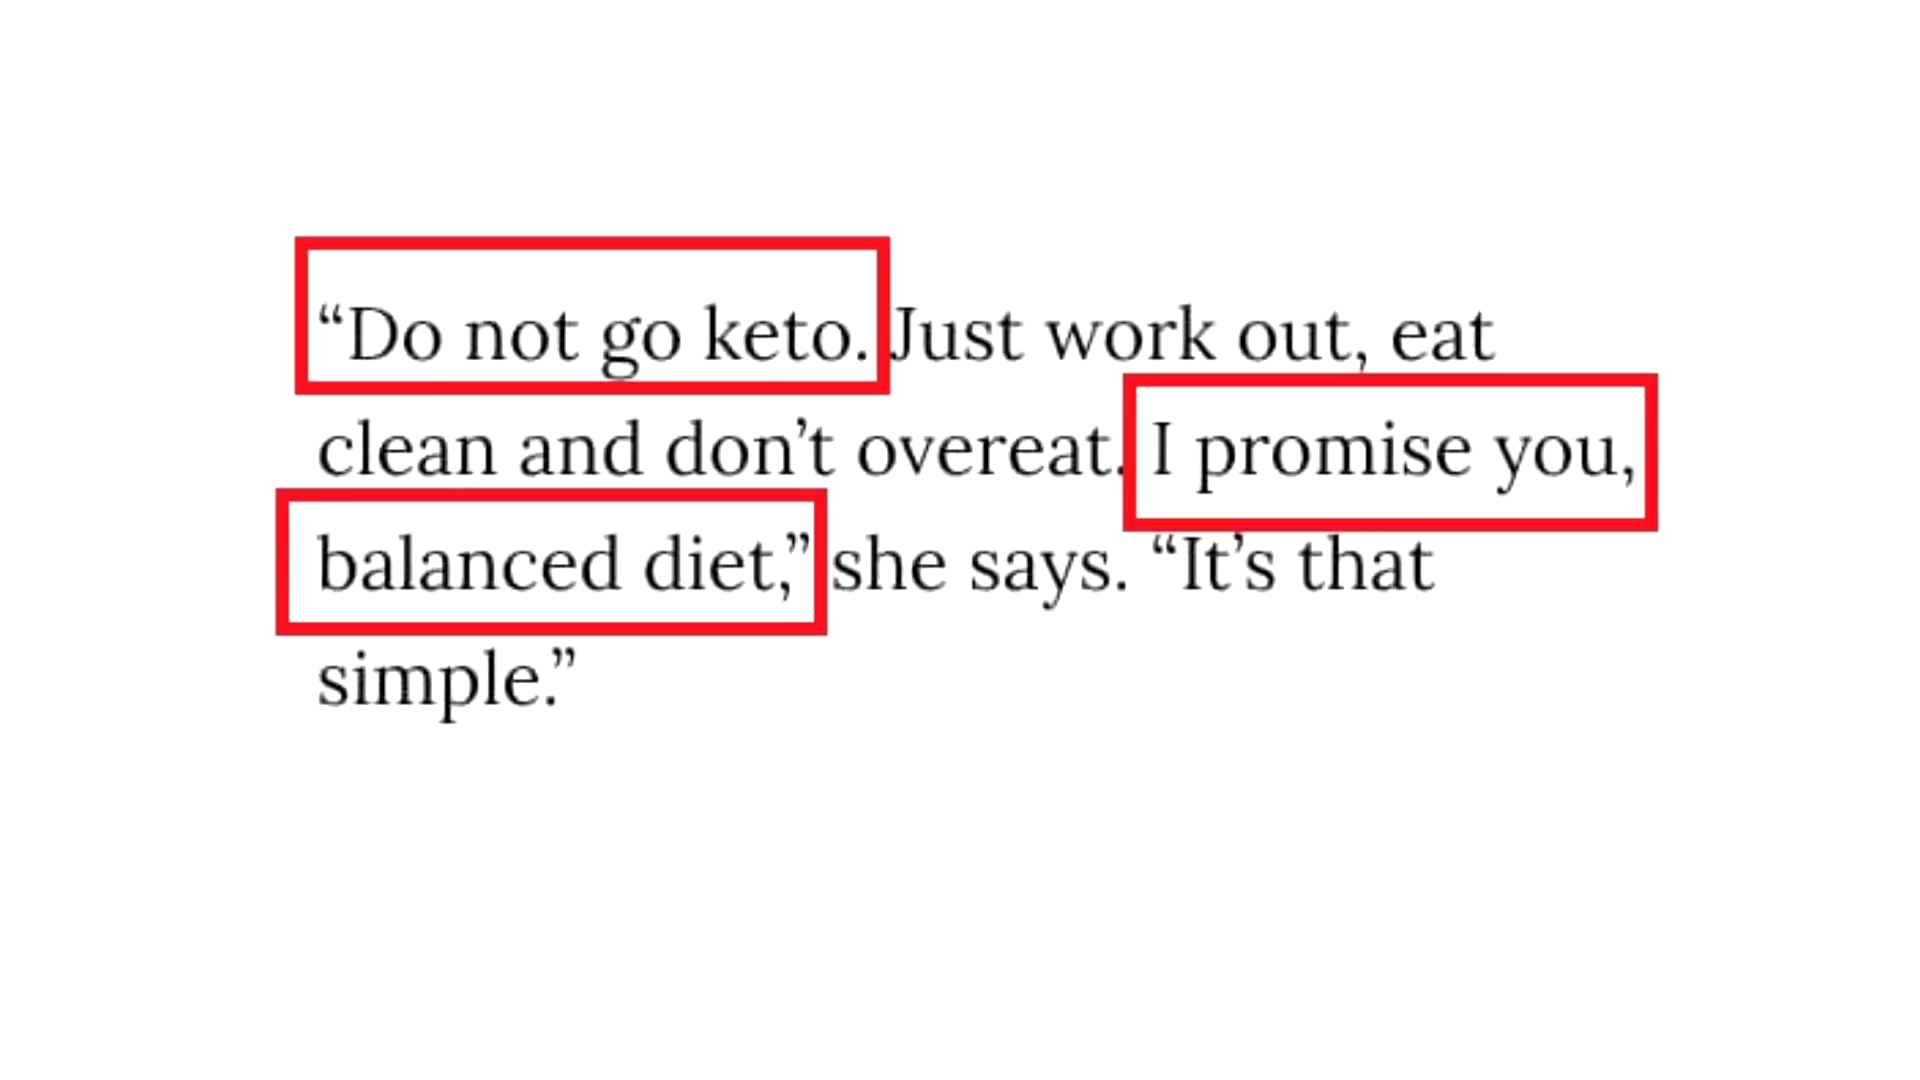 “Do not go keto. Just work out, eat
clean and don’t overeat. I promise you,
balanced diet,” she says. “It’s that
simple.”